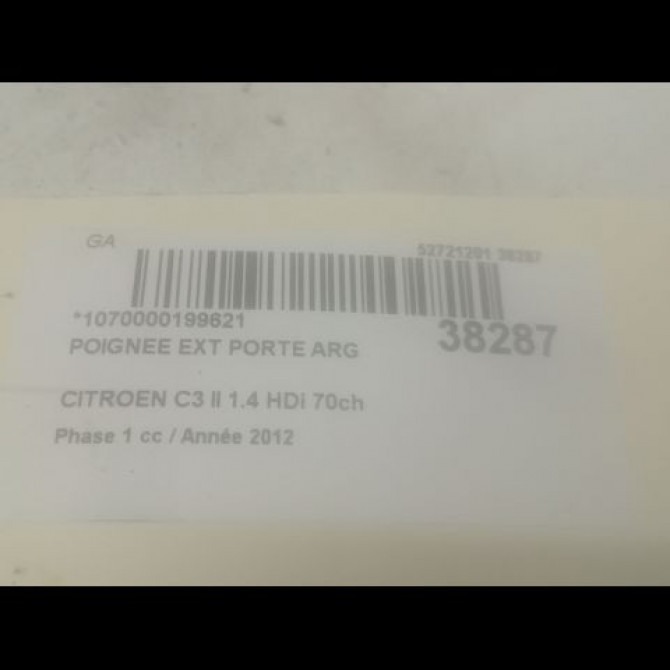 GA
52721201 38287
*1070000199621
38287
POIGNEE EXT PORTE ARG
CITROEN C3 II 1.4 HDi 70ch
Phase 1 cc / Année 2012